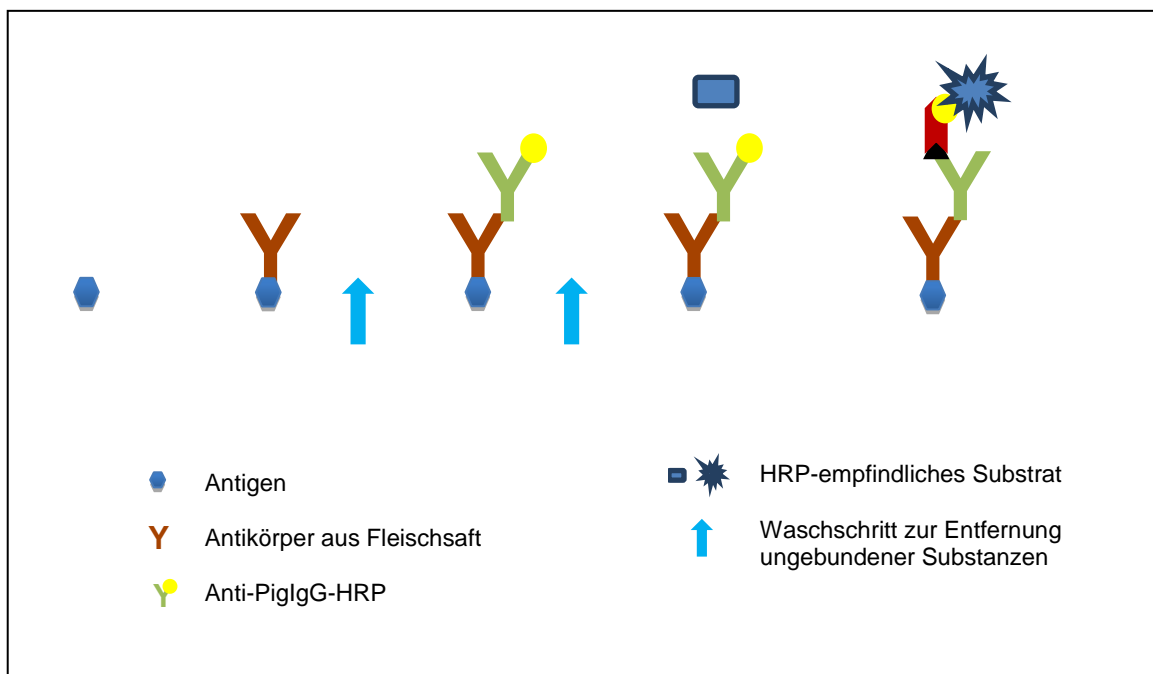 Antigen
Antikörper aus Fleischsaft
Anti-PigIgG-HRP
HRP-empfindliches Substrat
Waschschritt zur Entfernung
ungebundener Substanzen